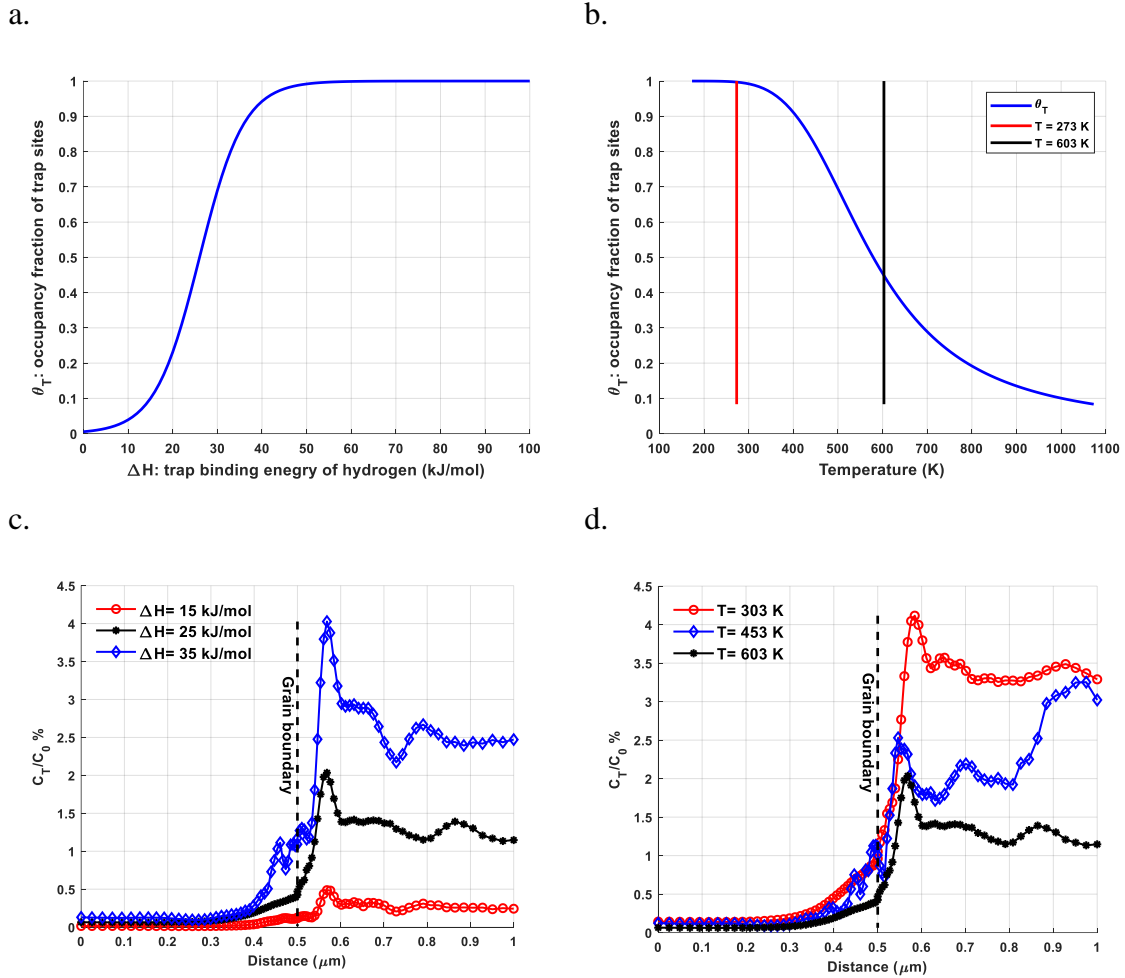 a.
1
0.9
0.8
0.7
0.6
0.5
0.4
0.3
0.2
0.1
0
θT: occupancy fraction of trap sites
0 10 20 30 40 50 60 70 80 90 100
ΔH: trap binding enegry of hydrogen (kJ/mol)
b.
1
0.9
0.8
0.7
0.6
0.5
0.4
0.3
0.2
0.1
0
θT: occupancy fraction of trap sites
θT
T = 273 K
T = 603 K
100 200 300 400 500 600 700 800 900 1000 1100
Temperature (K)
c.
4.5
4
3.5
3
2.5
2
1.5
1
0.5
0
CT/C0 %
ΔH= 15 kJ/mol
ΔH= 25 kJ/mol
ΔH= 35 kJ/mol
Grain boundary
0 0.1 0.2 0.3 0.4 0.5 0.6 0.7 0.8 0.9 1
Distance (μm)
d.
4.5
4
3.5
3
2.5
2
1.5
1
0.5
0
CT/C0 %
T= 303 K
T= 453 K
T= 603 K
Grain boundary
0 0.1 0.2 0.3 0.4 0.5 0.6 0.7 0.8 0.9 1
Distance (μm)